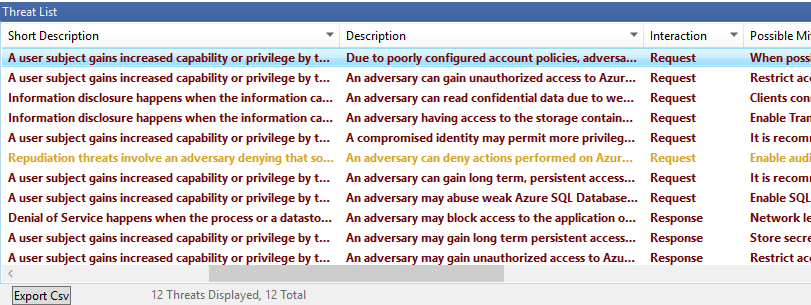 Threat List
Short Description Description Interaction Possible Mi
A user subject gains increased capability or privilege by t... Due to poorly configured account policies, adversa... Request When possi
A user subject gains increased capability or privilege by t... An adversary can gain unauthorized access to Azur... Request Restrict acc
Information disclosure happens when the information ca... An adversary can read confidential data due to we... Request Clients conn
Information disclosure happens when the information ca... An adversary having access to the storage contain... Request Enable Tran
A user subject gains increased capability or privilege by t... A compromised identity may permit more privileg... Request It is recomm
Repudiation threats involve an adversary denying that so... An adversary can deny actions performed on Azur... Request Enable audi
A user subject gains increased capability or privilege by t... An adversary can gain long term, persistent access... Request It is recomm
A user subject gains increased capability or privilege by t... An adversary may abuse weak Azure SQL Database... Request Enable SQL
Denial of Service happens when the process or a datasto... An adversary may block access to the application o... Response Network le
A user subject gains increased capability or privilege by t... An adversary may gain long term persistent access... Response Store secre
A user subject gains increased capability or privilege by t... An adversary may gain unauthorized access to Azu... Response Restrict acc
Export Csv 12 Threats Displayed, 12 Total